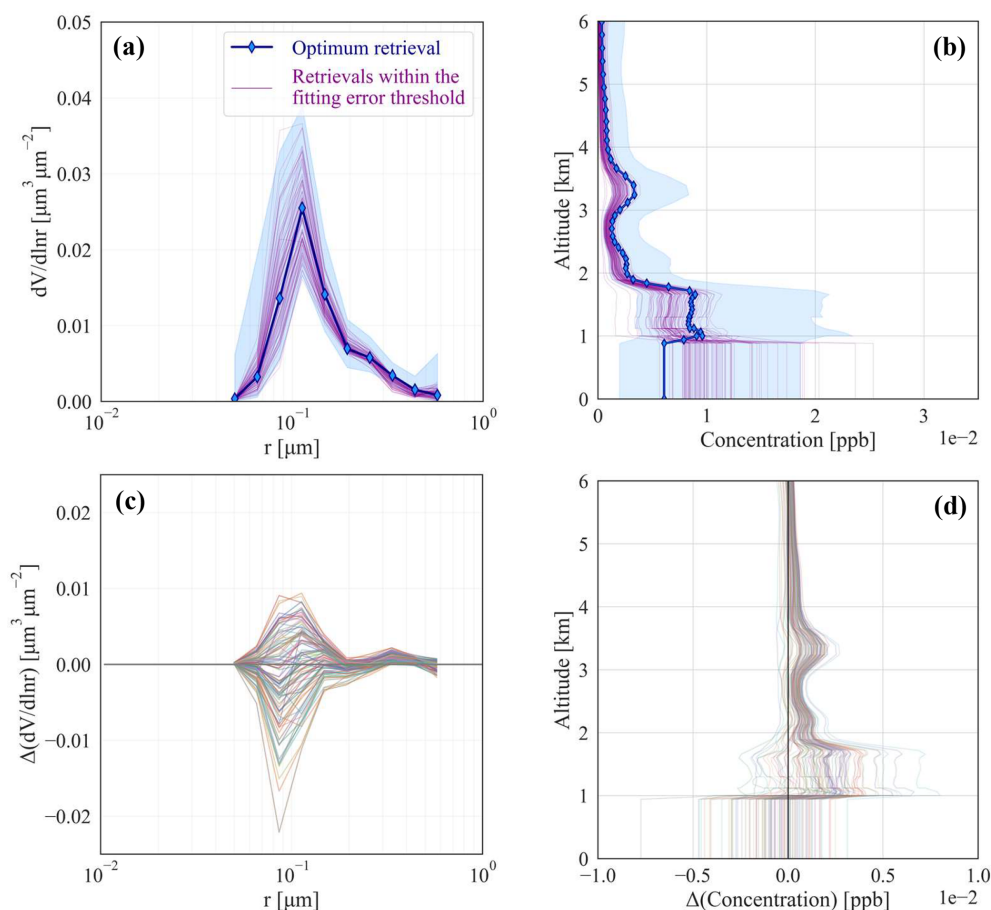 (a)
Optimum retrieval
Retrievals within the
fitting error threshold
dV/dlnr [μm³ μm⁻²]
0.05
0.04
0.03
0.02
0.01
0.00
10⁻²
10⁻¹
10⁰
r [μm]
(b)
Altitude [km]
6
5
4
3
2
1
0
0
1
2
3
1e−2
Concentration [ppb]
(c)
Δ(dV/dlnr) [μm³ μm⁻²]
0.02
0.01
0.00
−0.01
−0.02
10⁻²
10⁻¹
10⁰
r [μm]
(d)
Altitude [km]
6
5
4
3
2
1
0
−1.0
−0.5
0.0
0.5
1.0
1e−2
Δ(Concentration) [ppb]